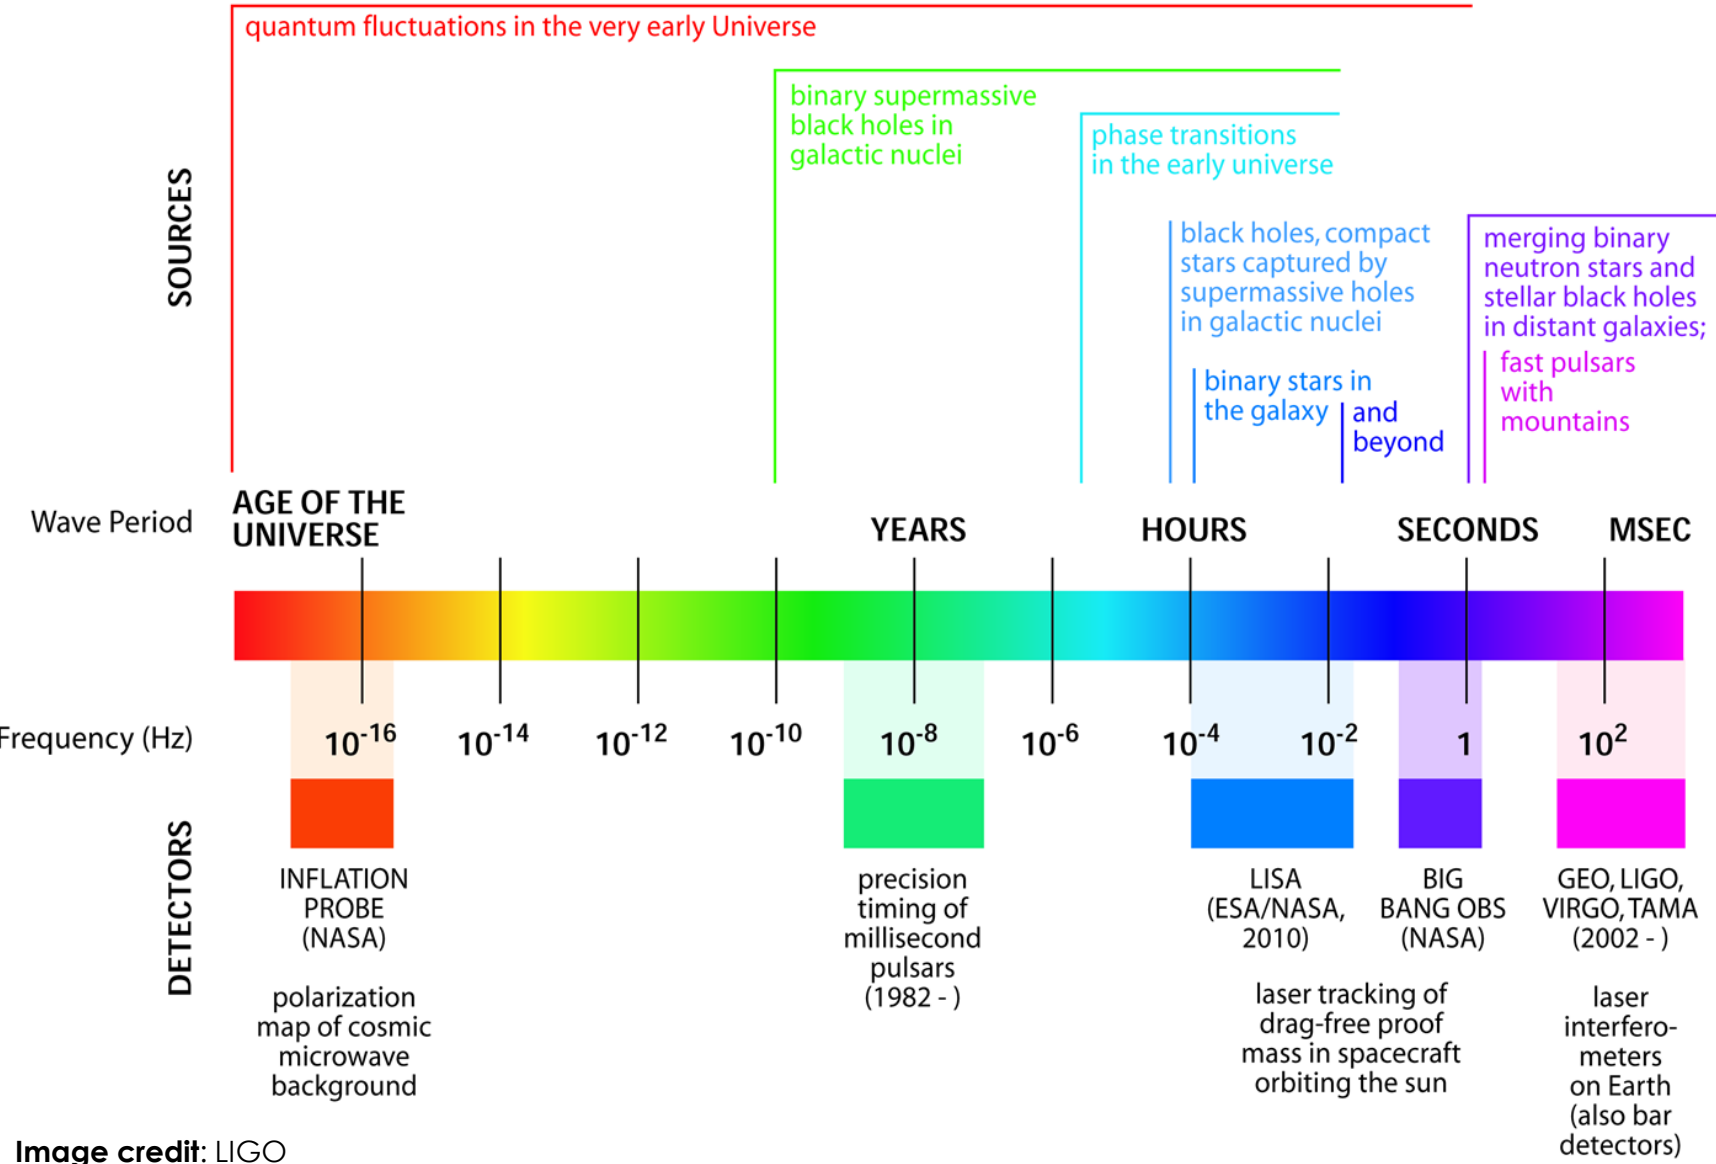 quantum fluctuations in the very early Universe
binary supermassive
black holes in
galactic nuclei
phase transitions
in the early universe
SOURCES
black holes, compact
stars captured by
supermassive holes
in galactic nuclei
merging binary
neutron stars and
stellar black holes
in distant galaxies;
fast pulsars
with
mountains
binary stars in
the galaxy
and
beyond
Wave Period
AGE OF THE
UNIVERSE
YEARS
HOURS
SECONDS
MSEC
Frequency (Hz)
10⁻¹⁶ 10⁻¹⁴ 10⁻¹² 10⁻¹⁰ 10⁻⁸ 10⁻⁶ 10⁻⁴ 10⁻² 1 10²
DETECTORS
INFLATION
PROBE
(NASA)
polarization
map of cosmic
microwave
background
precision
timing of
millisecond
pulsars
(1982 - )
LISA
(ESA/NASA,
2010)
BIG
BANG OBS
(NASA)
laser tracking of
drag-free proof
mass in spacecraft
orbiting the sun
GEO, LIGO,
VIRGO, TAMA
(2002 - )
laser
interfero-
meters
on Earth
(also bar
detectors)
Image credit: LIGO